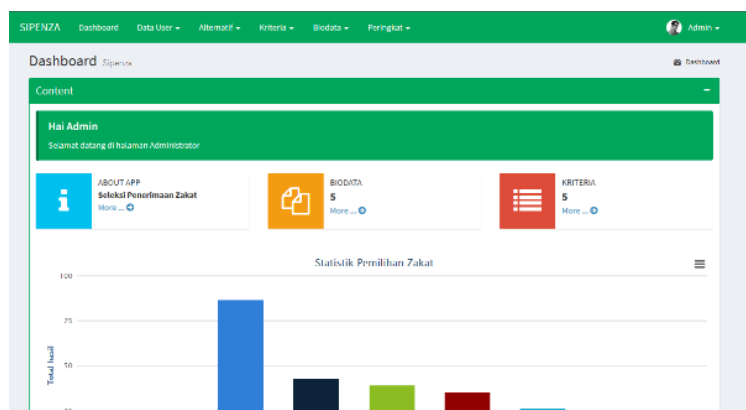 SIPENZA Dashboard Data User Alternatif Kriteria Biodata Peringkat Admin
Dashboard Sipenza Dashboard
Content
Hai Admin
Selamat datang di halaman Administrator
ABOUT APP
Seleksi Penerimaan Zakat
More ...
BIODATA
5
More ...
KRITERIA
5
More ...
Statistik Pemilihan Zakat
100
75
50
Total hasil